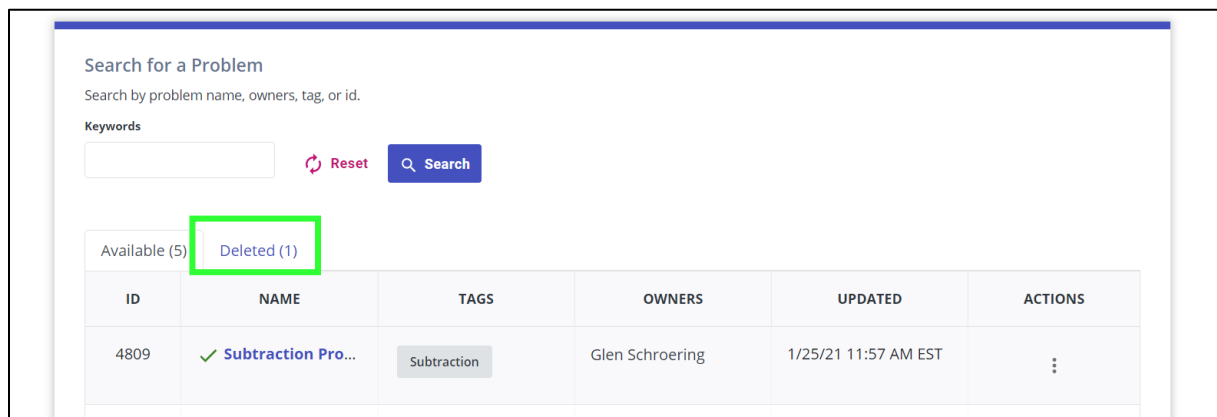 Search for a Problem
Search by problem name, owners, tag, or id.
Keywords
Reset Search
Available (5) Deleted (1)
ID NAME TAGS OWNERS UPDATED ACTIONS
4809 Subtraction Pro... Subtraction Glen Schroering 1/25/21 11:57 AM EST